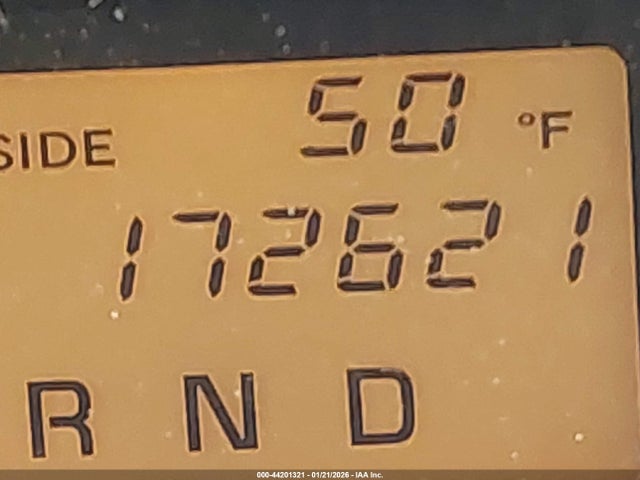 SIDE 50 °F
172621
R N D
000-44201321 - 01/21/2026 - IAA Inc.